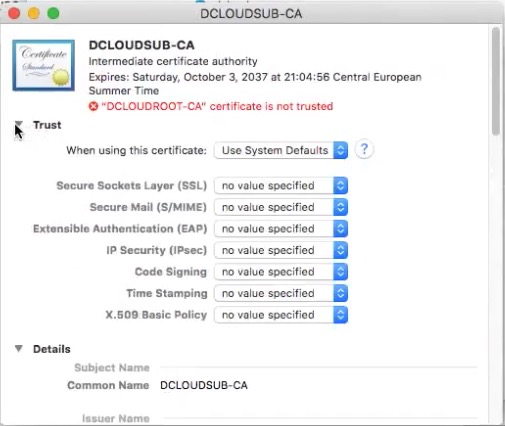 DCLOUDSUB-CA
Certificate
Standard
DCLOUDSUB-CA
Intermediate certificate authority
Expires: Saturday, October 3, 2037 at 21:04:56 Central European
Summer Time
"DCLOUDROOT-CA" certificate is not trusted
Trust
When using this certificate: Use System Defaults ?
Secure Sockets Layer (SSL) no value specified
Secure Mail (S/MIME) no value specified
Extensible Authentication (EAP) no value specified
IP Security (IPsec) no value specified
Code Signing no value specified
Time Stamping no value specified
X.509 Basic Policy no value specified
Details
Subject Name
Common Name DCLOUDSUB-CA
Issuer Name